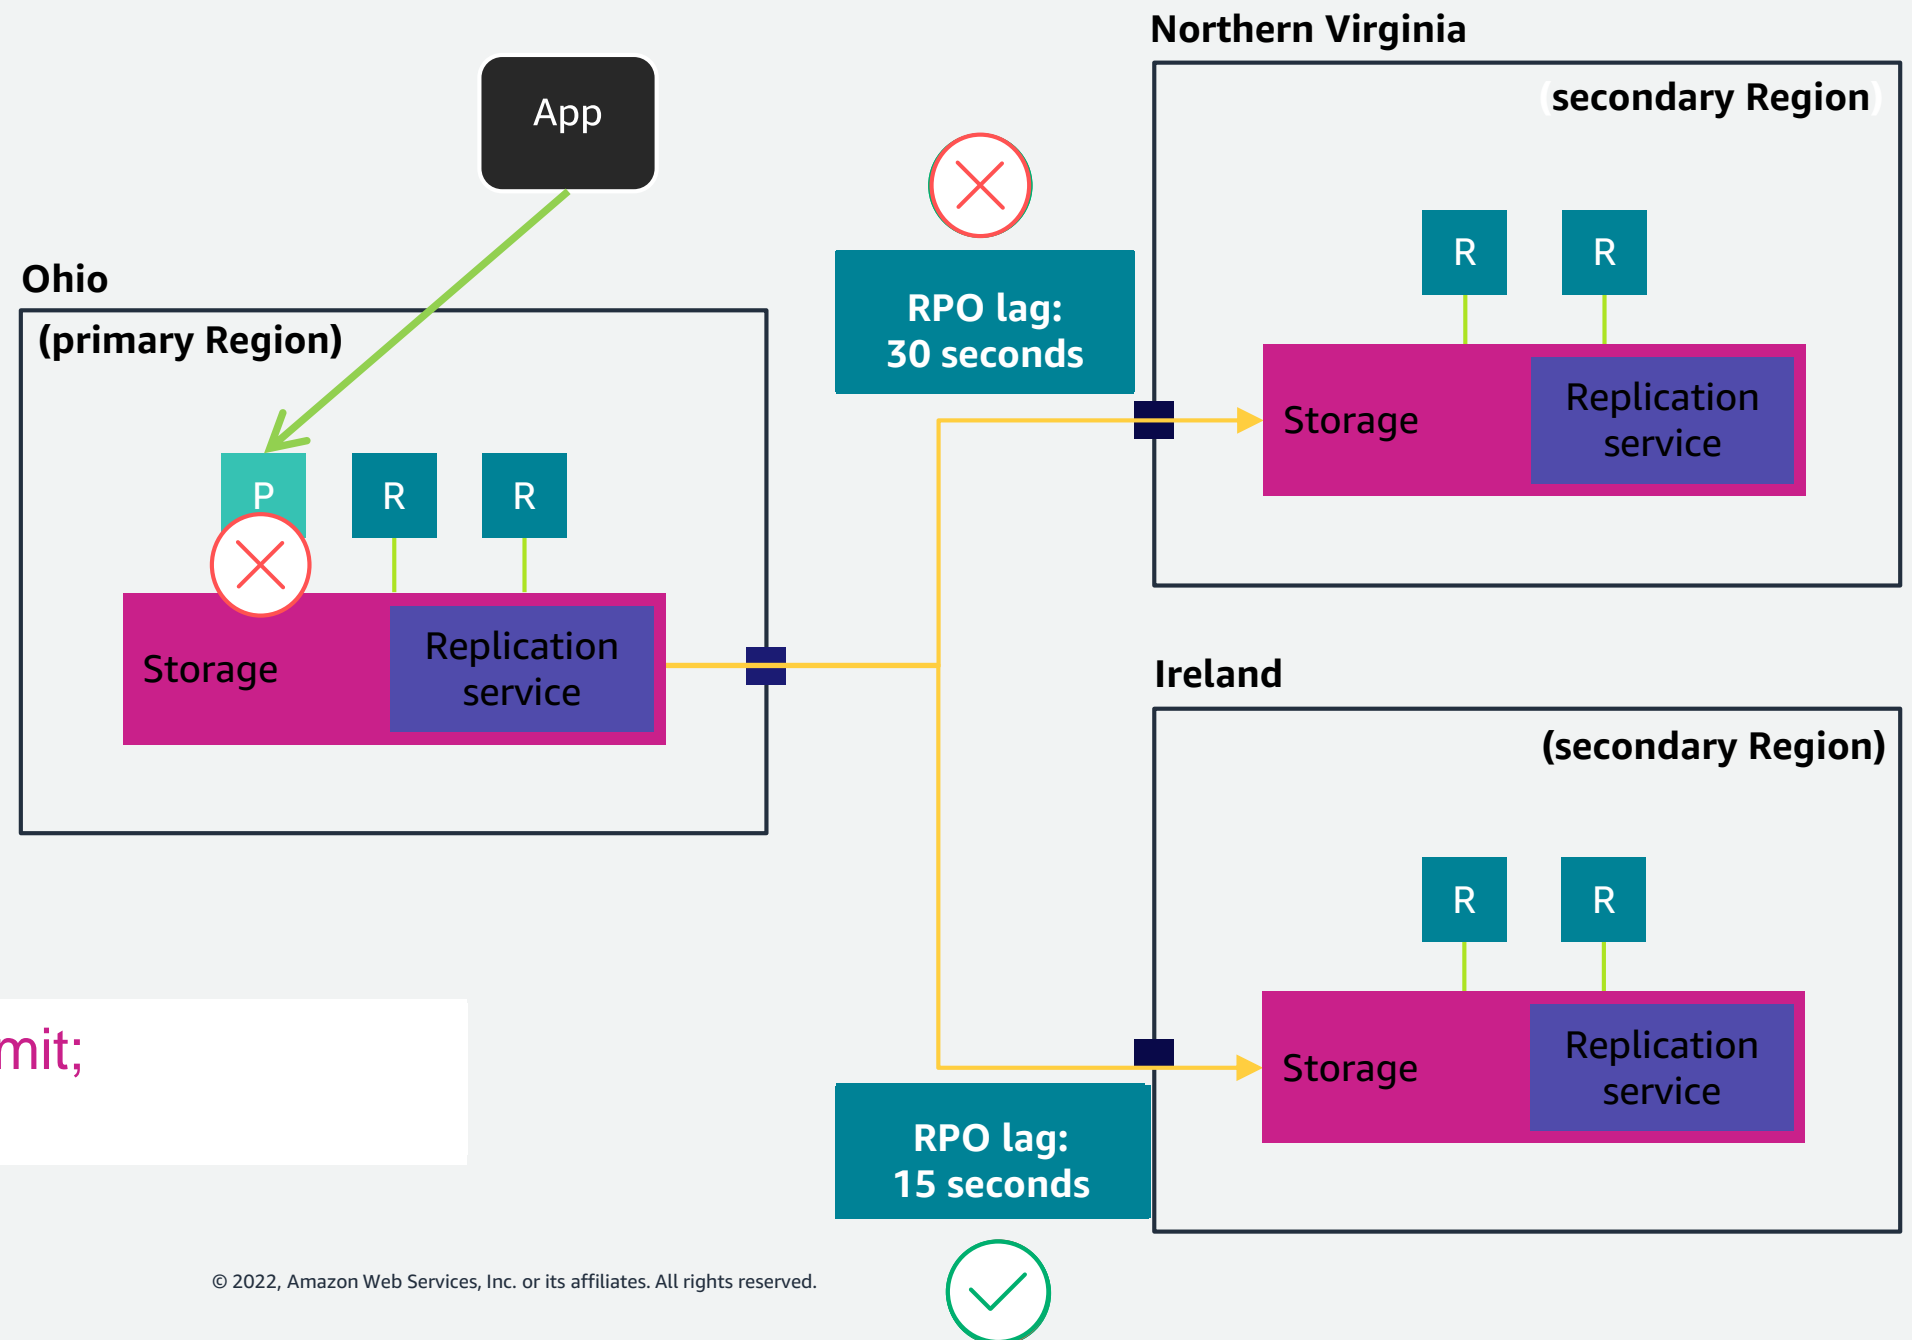 Northern Virginia
(secondary Region)
App
R
R
Ohio
(primary Region)
RPO lag:
30 seconds
Storage
Replication
service
P
R
R
Storage
Replication
service
Ireland
(secondary Region)
R
R
mit;
Storage
Replication
service
RPO lag:
15 seconds
© 2022, Amazon Web Services, Inc. or its affiliates. All rights reserved.